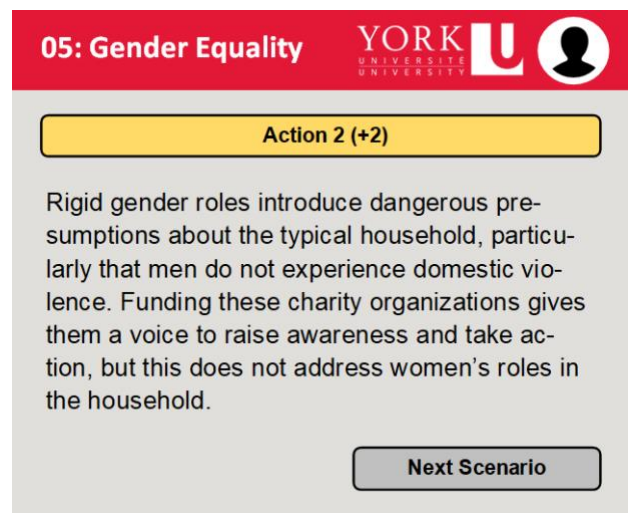 05: Gender Equality
YORK U
UNIVERSITÉ
UNIVERSITY
Action 2 (+2)
Rigid gender roles introduce dangerous pre-
sumptions about the typical household, particu-
larly that men do not experience domestic vio-
lence. Funding these charity organizations gives
them a voice to raise awareness and take ac-
tion, but this does not address women's roles in
the household.
Next Scenario